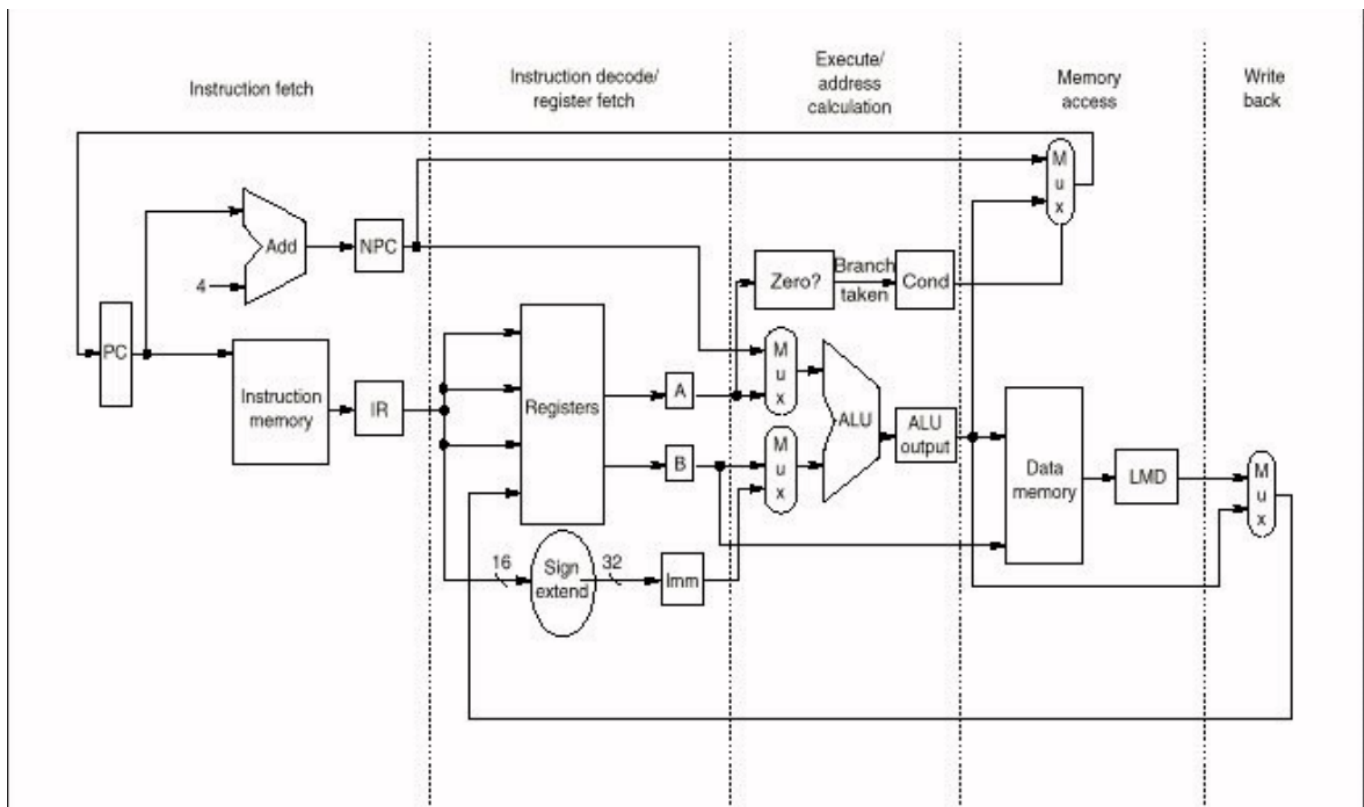 Instruction fetch
Instruction decode/
register fetch
Execute/
address
calculation
Memory
access
Write
back
M
u
x
Add
NPC
4
Zero?
Branch
taken
Cond
PC
Instruction
memory
IR
Registers
A
B
M
u
x
M
u
x
ALU
ALU
output
Data
memory
LMD
M
u
x
16
Sign
extend
32
Imm